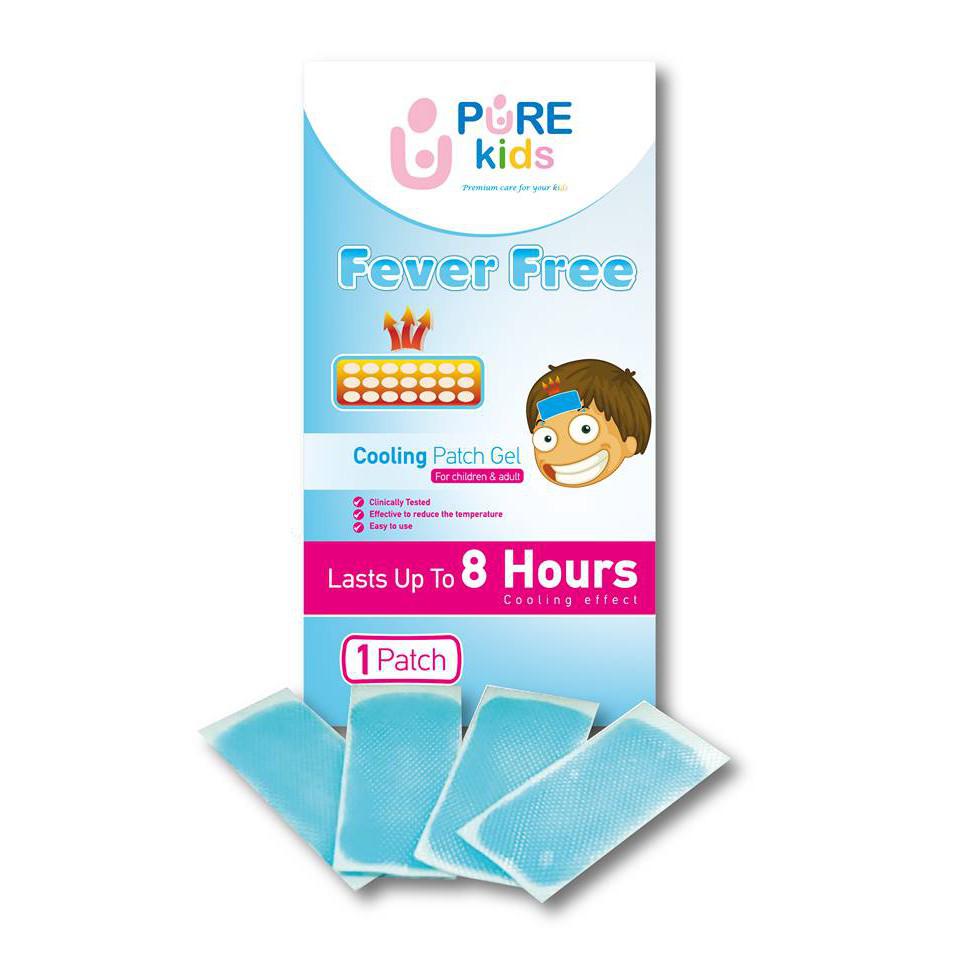 PURE
kids
Premium care for your kids
Fever Free
Cooling Patch Gel
For children & adult
Clinically Tested
Effective to reduce the temperature
Easy to use
Lasts Up To 8 Hours
Cooling effect
1 Patch